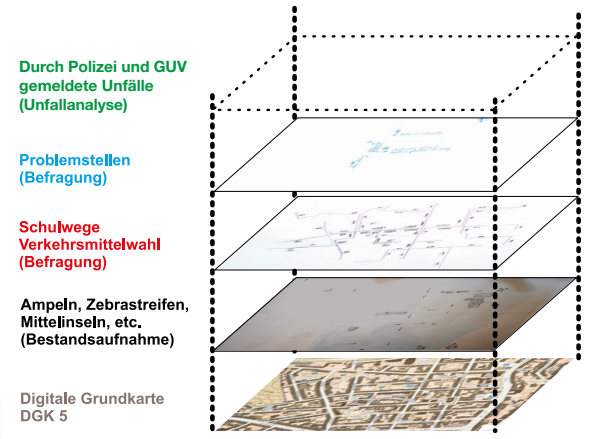 Durch Polizei und GUV
gemeldete Unfälle
(Unfallanalyse)
Problemstellen
(Befragung)
Schulwege
Verkehrsmittelwahl
(Befragung)
Ampeln, Zebrastreifen,
Mittelinseln, etc.
(Bestandsaufnahme)
Digitale Grundkarte
DGK 5